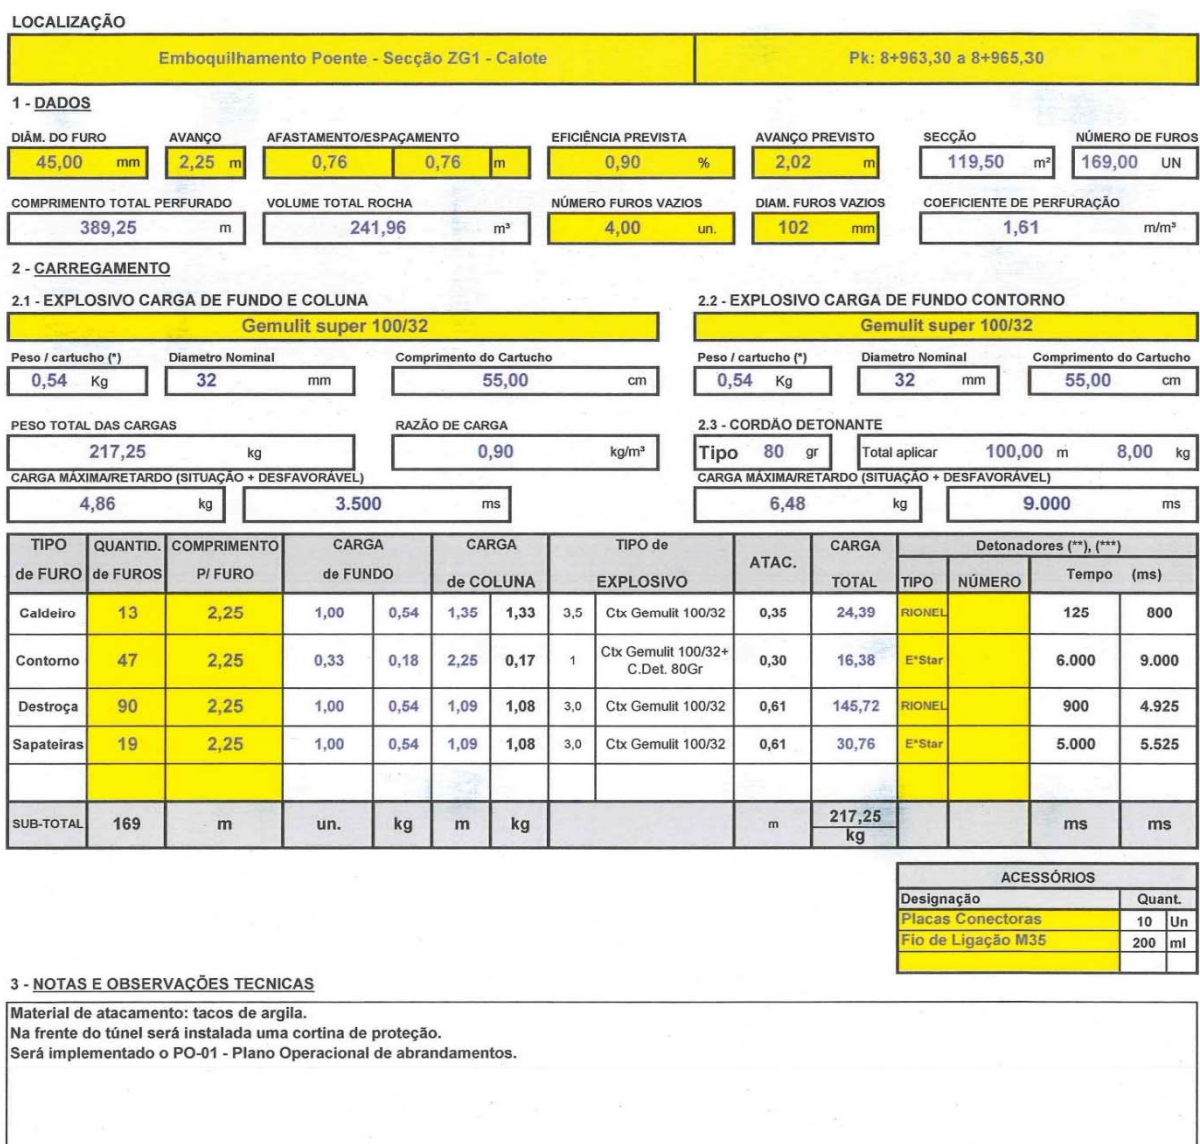 LOCALIZAÇÃO
Emboquilhamento Poente - Secção ZG1 - Calote Pk: 8+963,30 a 8+965,30
1 - DADOS
DIÂM. DO FURO AVANÇO AFASTAMENTO/ESPAÇAMENTO EFICIÊNCIA PREVISTA AVANÇO PREVISTO SECÇÃO NÚMERO DE FUROS
45,00 mm 2,25 m 0,76 0,76 m 0,90 % 2,02 m 119,50 m² 169,00 UN
COMPRIMENTO TOTAL PERFURADO VOLUME TOTAL ROCHA NÚMERO FUROS VAZIOS DIAM. FUROS VAZIOS COEFICIENTE DE PERFURAÇÃO
389,25 m 241,96 m³ 4,00 un. 102 mm 1,61 m/m³
2 - CARREGAMENTO
2.1 - EXPLOSIVO CARGA DE FUNDO E COLUNA 2.2 - EXPLOSIVO CARGA DE FUNDO CONTORNO
Gemulit super 100/32 Gemulit super 100/32
Peso / cartucho (*) Diametro Nominal Comprimento do Cartucho Peso / cartucho (*) Diametro Nominal Comprimento do Cartucho
0,54 Kg 32 mm 55,00 cm 0,54 Kg 32 mm 55,00 cm
PESO TOTAL DAS CARGAS RAZÃO DE CARGA 2.3 - CORDÃO DETONANTE
217,25 kg 0,90 kg/m³ Tipo 80 gr Total aplicar 100,00 m 8,00 kg
CARGA MÁXIMA/RETARDO (SITUAÇÃO + DESFAVORÁVEL) CARGA MÁXIMA/RETARDO (SITUAÇÃO + DESFAVORÁVEL)
4,86 kg 3.500 ms 6,48 kg 9.000 ms
TIPO QUANTID. COMPRIMENTO CARGA CARGA TIPO de ATAC. CARGA Detonadores (**), (***)
de FURO de FUROS P/ FURO de FUNDO de COLUNA EXPLOSIVO TOTAL TIPO NÚMERO Tempo (ms)
Caldeiro 13 2,25 1,00 0,54 1,35 1,33 3,5 Ctx Gemulit 100/32 0,35 24,39 RIONEL 125 800
Contorno 47 2,25 0,33 0,18 2,25 0,17 1 Ctx Gemulit 100/32+ C.Det. 80Gr 0,30 16,38 E*Star 6.000 9.000
Destroça 90 2,25 1,00 0,54 1,09 1,08 3,0 Ctx Gemulit 100/32 0,61 145,72 RIONEL 900 4.925
Sapateiras 19 2,25 1,00 0,54 1,09 1,08 3,0 Ctx Gemulit 100/32 0,61 30,76 E*Star 5.000 5.525
SUB-TOTAL 169 m un. kg m kg m 217,25 kg ms ms
ACESSÓRIOS
Designação Quant.
Placas Conectoras 10 Un
Fio de Ligação M35 200 ml
3 - NOTAS E OBSERVAÇÕES TECNICAS
Material de atacamento: tacos de argila.
Na frente do túnel será instalada uma cortina de proteção.
Será implementado o PO-01 - Plano Operacional de abrandamentos.